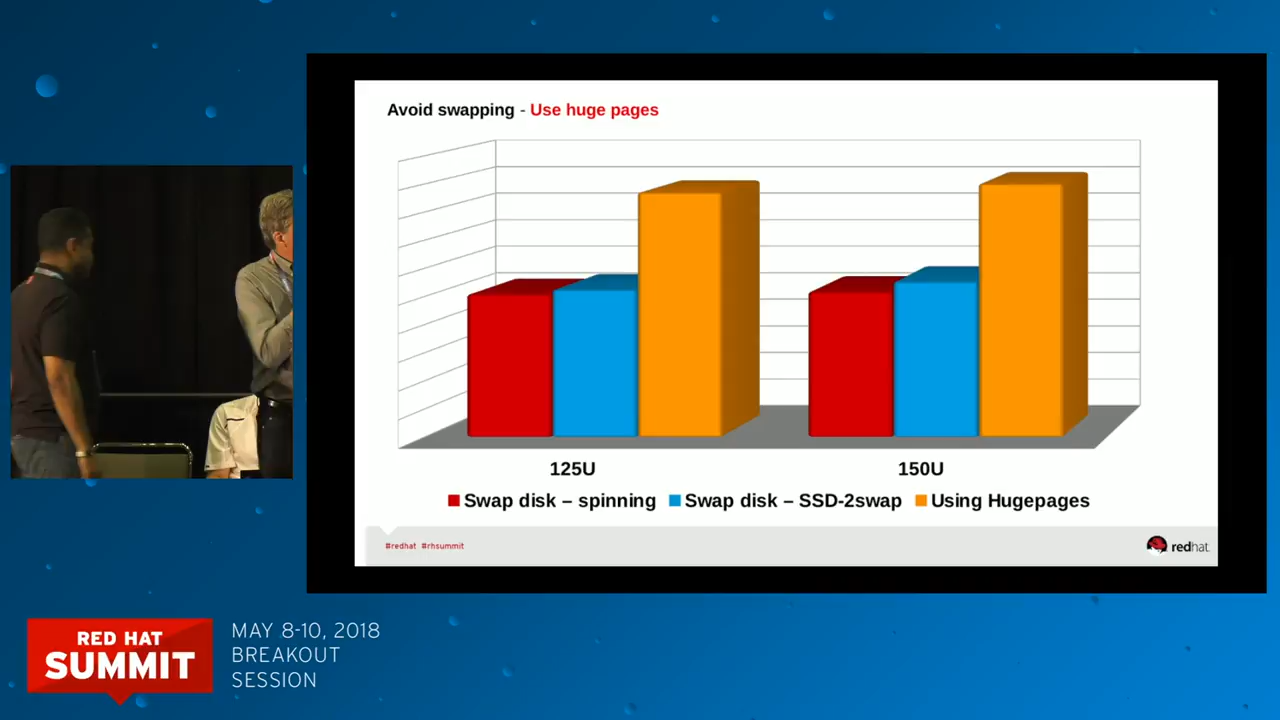 Avoid swapping - Use huge pages
125U
150U
Swap disk – spinning
Swap disk – SSD-2swap
Using Hugepages
#redhat #rhsummit
redhat.
RED HAT
SUMMIT
MAY 8-10, 2018
BREAKOUT
SESSION